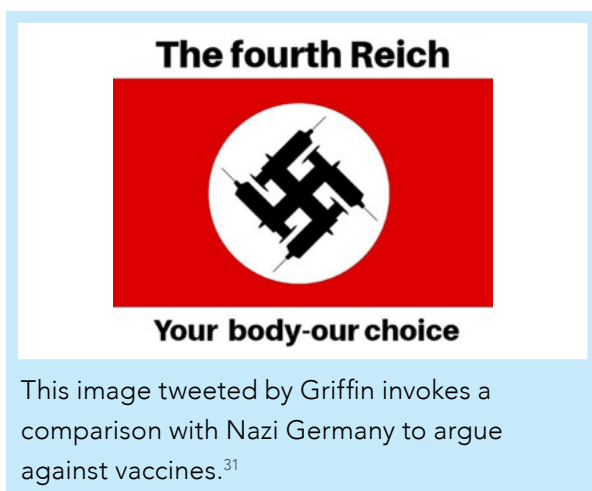 The fourth Reich
Your body-our choice
This image tweeted by Griffin invokes a
comparison with Nazi Germany to argue
against vaccines.31